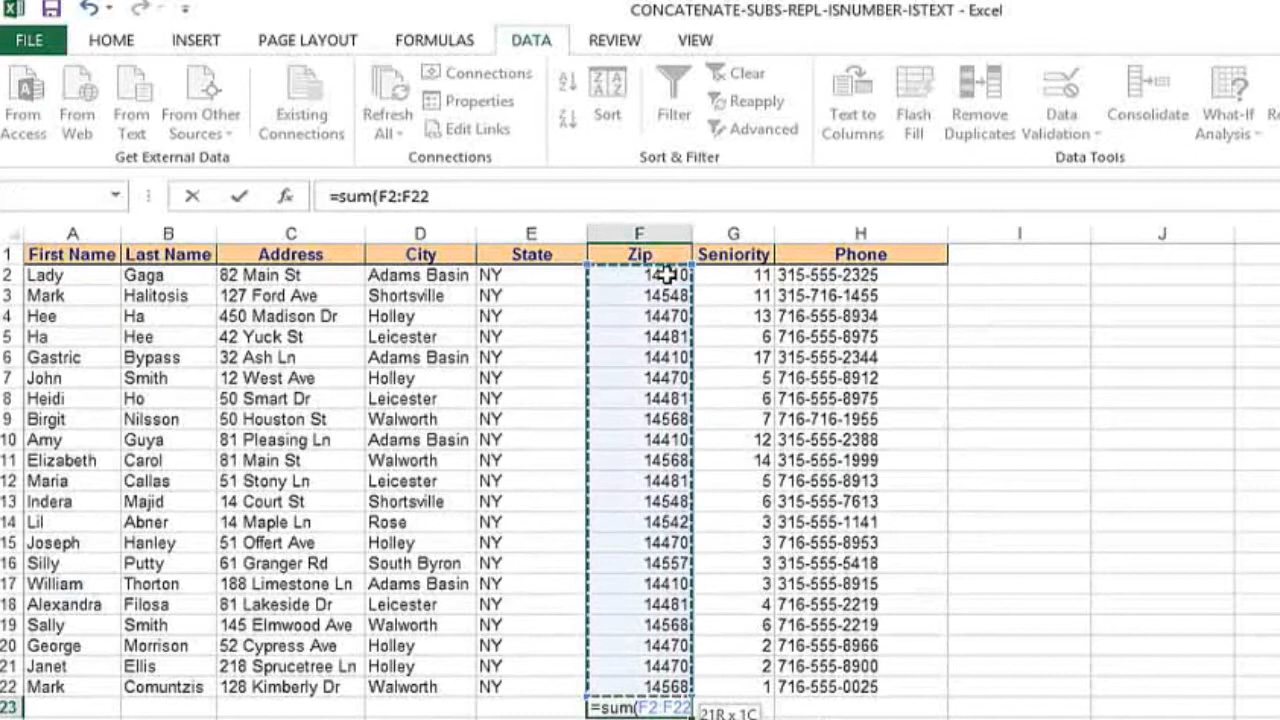 CONCATENATE-SUBS-REPL-ISNUMBER-ISTEXT - Excel
FILE HOME INSERT PAGE LAYOUT FORMULAS DATA REVIEW VIEW
From Access
From Web
From Text
From Other Sources
Existing Connections
Refresh All
Connections
Properties
Edit Links
Sort
Filter
Clear
Reapply
Advanced
Text to Columns
Flash Fill
Remove Duplicates
Data Validation
Consolidate
What-If Analysis
Get External Data Connections Sort & Filter Data Tools
=sum(F2:F22
A B C D E F G H I J
1 First Name Last Name Address City State Zip Seniority Phone
2 Lady Gaga 82 Main St Adams Basin NY 11 315-555-2325
3 Mark Halitosis 127 Ford Ave Shortsville NY 14548 11 315-716-1455
4 Hee Ha 450 Madison Dr Holley NY 14470 13 716-555-8934
5 Ha Hee 42 Yuck St Leicester NY 14481 6 716-555-8975
6 Gastric Bypass 32 Ash Ln Adams Basin NY 14410 17 315-555-2344
7 John Smith 12 West Ave Holley NY 14470 5 716-555-8912
8 Heidi Ho 50 Smart Dr Leicester NY 14481 6 716-555-8975
9 Birgit Nilsson 50 Houston St Walworth NY 14568 7 716-716-1955
10 Amy Guya 81 Pleasing Ln Adams Basin NY 14410 12 315-555-2388
11 Elizabeth Carol 81 Main St Walworth NY 14568 14 315-555-1999
12 Maria Callas 51 Stony Ln Leicester NY 14481 5 716-555-8913
13 Indera Majid 14 Court St Shortsville NY 14548 6 315-555-7613
14 Lil Abner 14 Maple Ln Rose NY 14542 3 315-555-1141
15 Joseph Hanley 51 Offert Ave Holley NY 14470 3 716-555-8953
16 Silly Putty 61 Granger Rd South Byron NY 14557 3 315-555-5418
17 William Thorton 188 Limestone Ln Adams Basin NY 14410 3 315-555-8915
18 Alexandra Filosa 81 Lakeside Dr Leicester NY 14481 4 716-555-2219
19 Sally Smith 145 Elmwood Ave Walworth NY 14568 6 716-555-2219
20 George Morrison 52 Cypress Ave Holley NY 14470 2 716-555-8966
21 Janet Ellis 218 Sprucetree Ln Holley NY 14470 2 716-555-8900
22 Mark Comuntzis 128 Kimberly Dr Walworth NY 14568 1 716-555-0025
23 =sum(F2:F22 21R x 1C